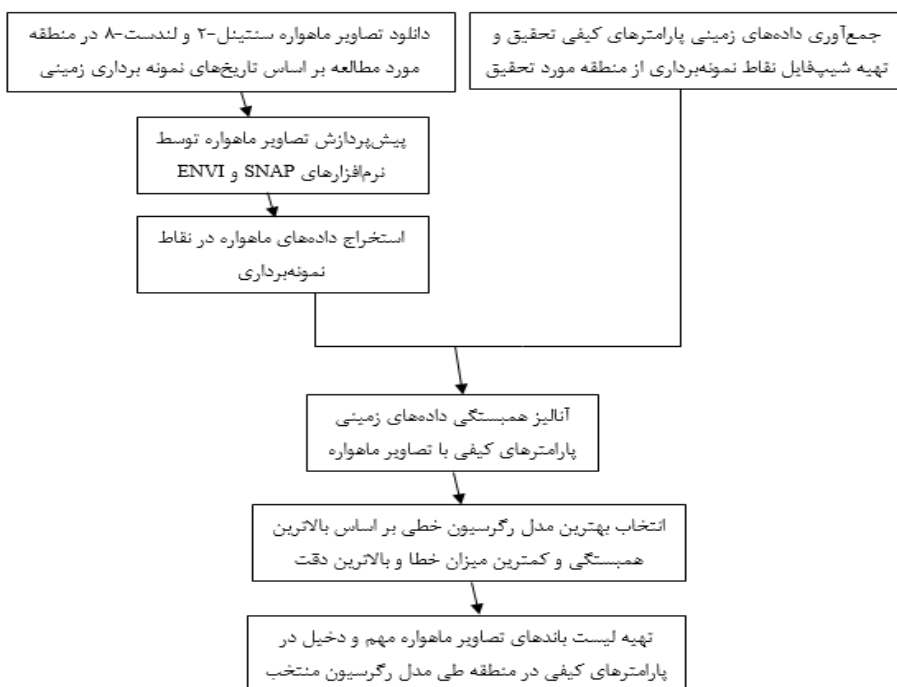 جمع‌آوری داده‌های زمینی پارامترهای کیفی تحقیق و
تهیه شیپ‌فایل نقاط نمونه‌برداری از منطقه مورد تحقیق
دانلود تصاویر ماهواره سنتینل-۲ و لندست-۸ در منطقه
مورد مطالعه بر اساس تاریخ‌های نمونه برداری زمینی
پیش‌پردازش تصاویر ماهواره توسط
نرم‌افزارهای SNAP و ENVI
استخراج داده‌های ماهواره در نقاط
نمونه‌برداری
آنالیز همبستگی داده‌های زمینی
پارامترهای کیفی با تصاویر ماهواره
انتخاب بهترین مدل رگرسیون خطی بر اساس بالاترین
همبستگی و کمترین میزان خطا و بالاترین دقت
تهیه لیست باندهای تصاویر ماهواره مهم و دخیل در
پارامترهای کیفی در منطقه طی مدل رگرسیون منتخب